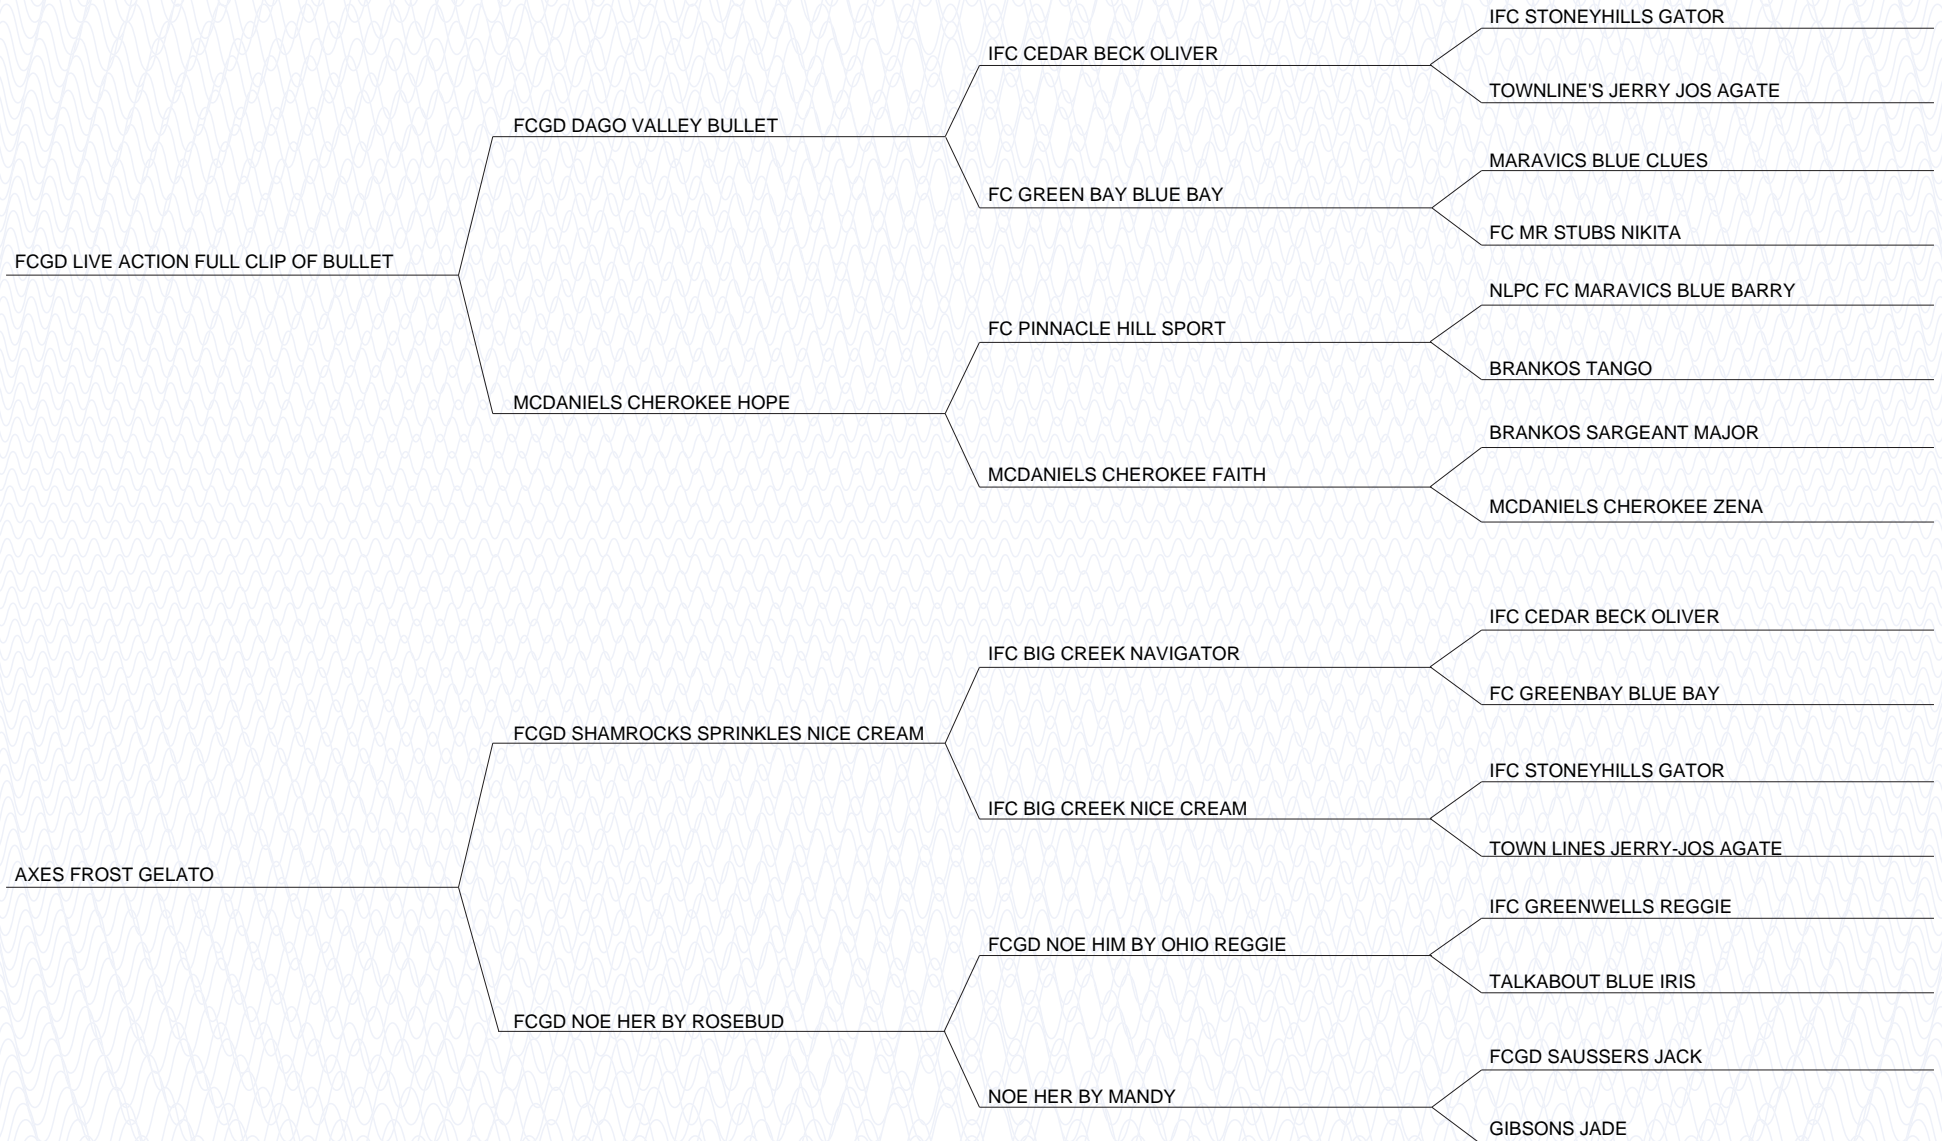 IFC STONEYHILLS GATOR
IFC CEDAR BECK OLIVER
TOWNLINE'S JERRY JOS AGATE
FCGD DAGO VALLEY BULLET
MARAVICS BLUE CLUES
FC GREEN BAY BLUE BAY
FC MR STUBS NIKITA
FCGD LIVE ACTION FULL CLIP OF BULLET
NLPC FC MARAVICS BLUE BARRY
FC PINNACLE HILL SPORT
BRANKOS TANGO
MCDANIELS CHEROKEE HOPE
BRANKOS SARGEANT MAJOR
MCDANIELS CHEROKEE FAITH
MCDANIELS CHEROKEE ZENA
IFC CEDAR BECK OLIVER
IFC BIG CREEK NAVIGATOR
FC GREENBAY BLUE BAY
FCGD SHAMROCKS SPRINKLES NICE CREAM
IFC STONEYHILLS GATOR
IFC BIG CREEK NICE CREAM
TOWN LINES JERRY-JOS AGATE
AXES FROST GELATO
IFC GREENWELLS REGGIE
FCGD NOE HIM BY OHIO REGGIE
TALKABOUT BLUE IRIS
FCGD NOE HER BY ROSEBUD
FCGD SAUSSERS JACK
NOE HER BY MANDY
GIBSONS JADE